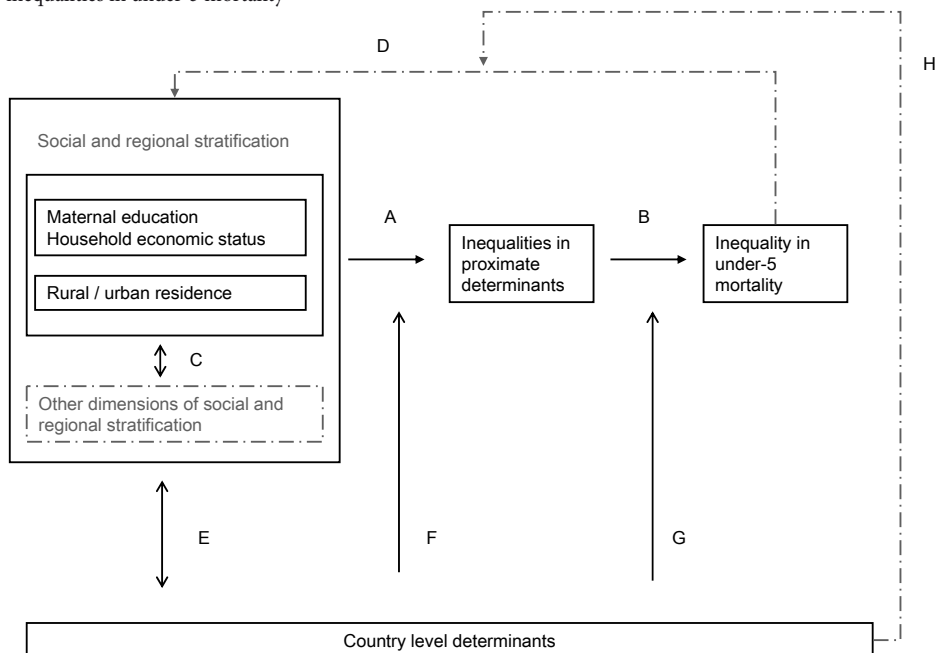 inequalities in under-5 mortality
D
H
Social and regional stratification
Maternal education
Household economic status
Rural / urban residence
A
B
Inequalities in
proximate
determinants
Inequality in
under-5
mortality
C
Other dimensions of social and
regional stratification
E
F
G
Country level determinants